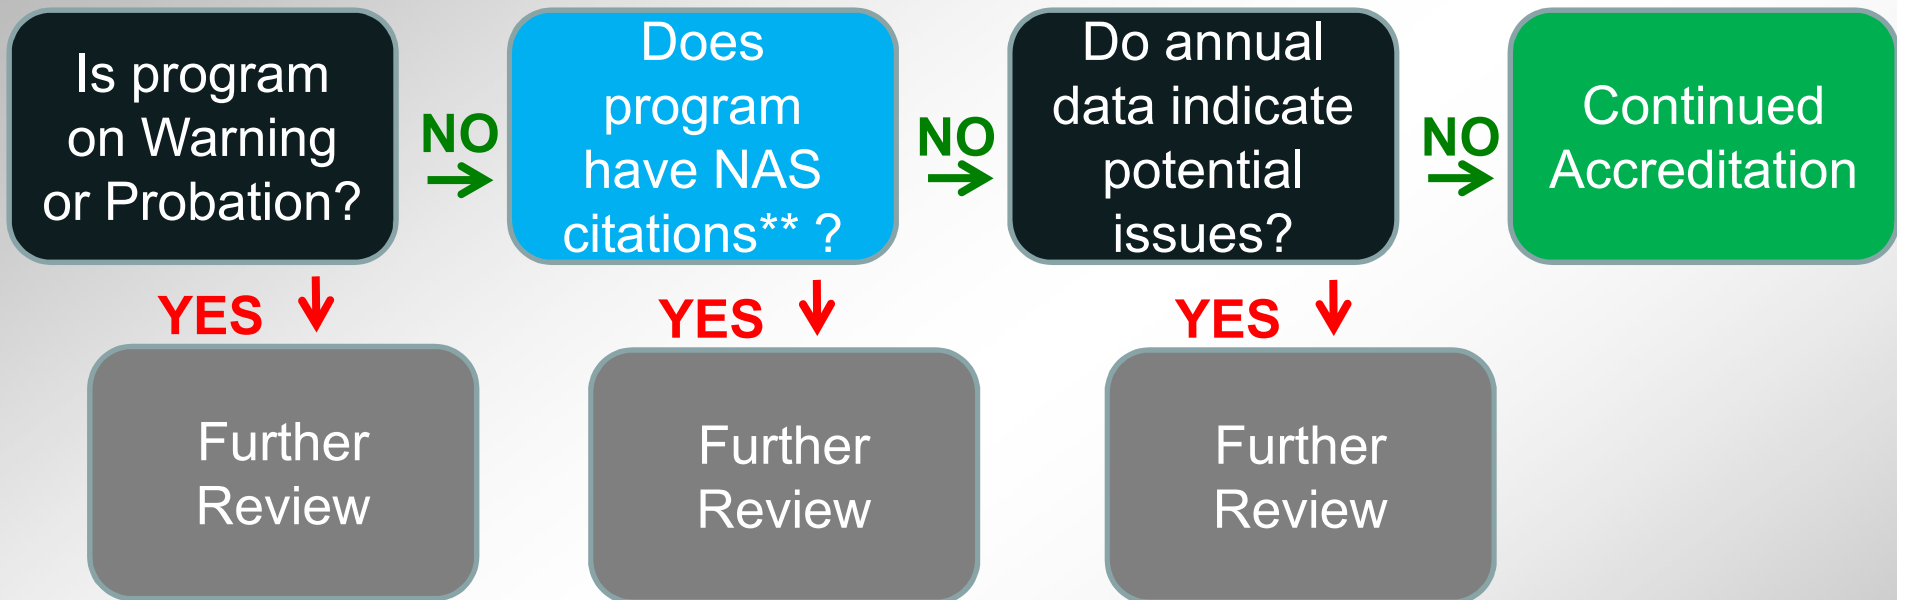 Is program
on Warning
or Probation?
NO
Does
program
have NAS
citations** ?
NO
Do annual
data indicate
potential
issues?
NO
Continued
Accreditation
YES
Further
Review
YES
Further
Review
YES
Further
Review